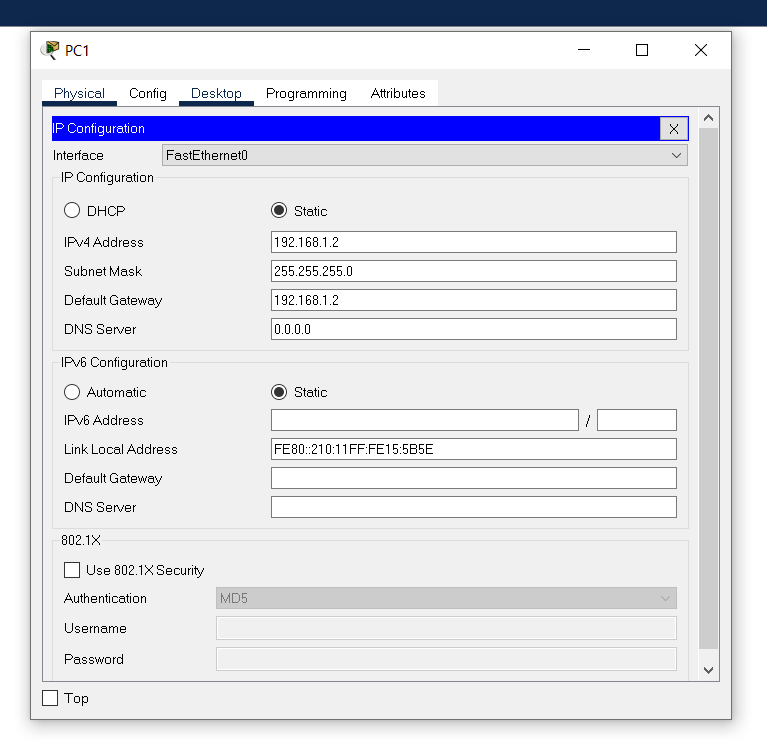 PC1
Physical Config Desktop Programming Attributes
IP Configuration X
Interface FastEthernet0
IP Configuration
DHCP Static
IPv4 Address 192.168.1.2
Subnet Mask 255.255.255.0
Default Gateway 192.168.1.2
DNS Server 0.0.0.0
IPv6 Configuration
Automatic Static
IPv6 Address /
Link Local Address FE80::210:11FF:FE15:5B5E
Default Gateway
DNS Server
802.1X
Use 802.1X Security
Authentication MD5
Username
Password
Top